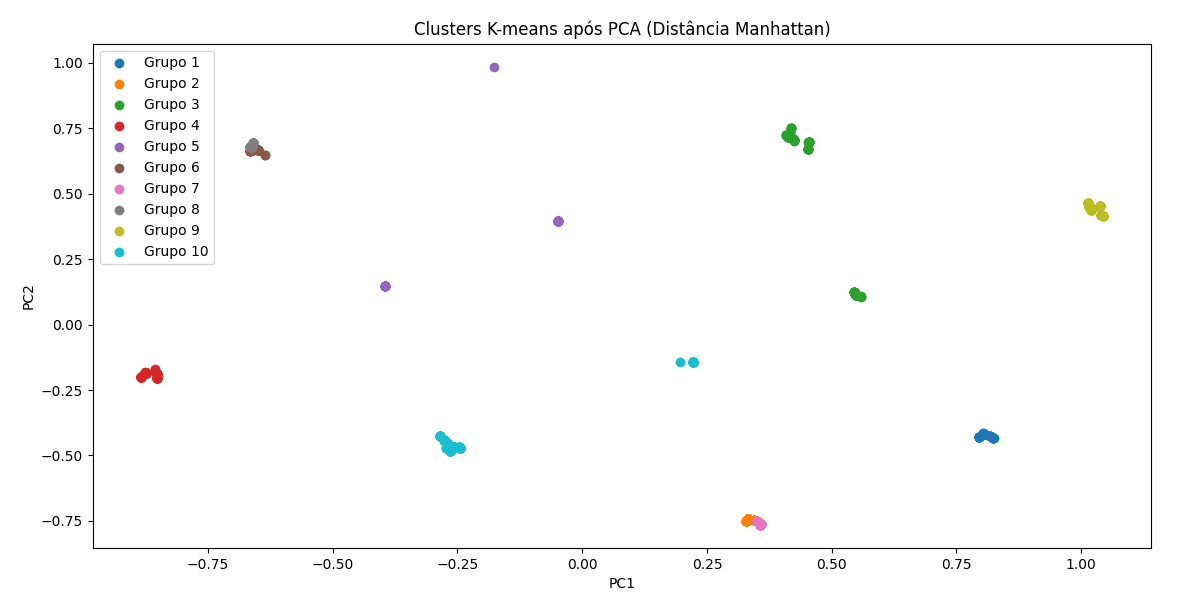 Clusters K-means após PCA (Distância Manhattan)
Grupo 1
Grupo 2
Grupo 3
Grupo 4
Grupo 5
Grupo 6
Grupo 7
Grupo 8
Grupo 9
Grupo 10
1.00
0.75
0.50
0.25
0.00
−0.25
−0.50
−0.75
PC2
−0.75
−0.50
−0.25
0.00
0.25
0.50
0.75
1.00
PC1